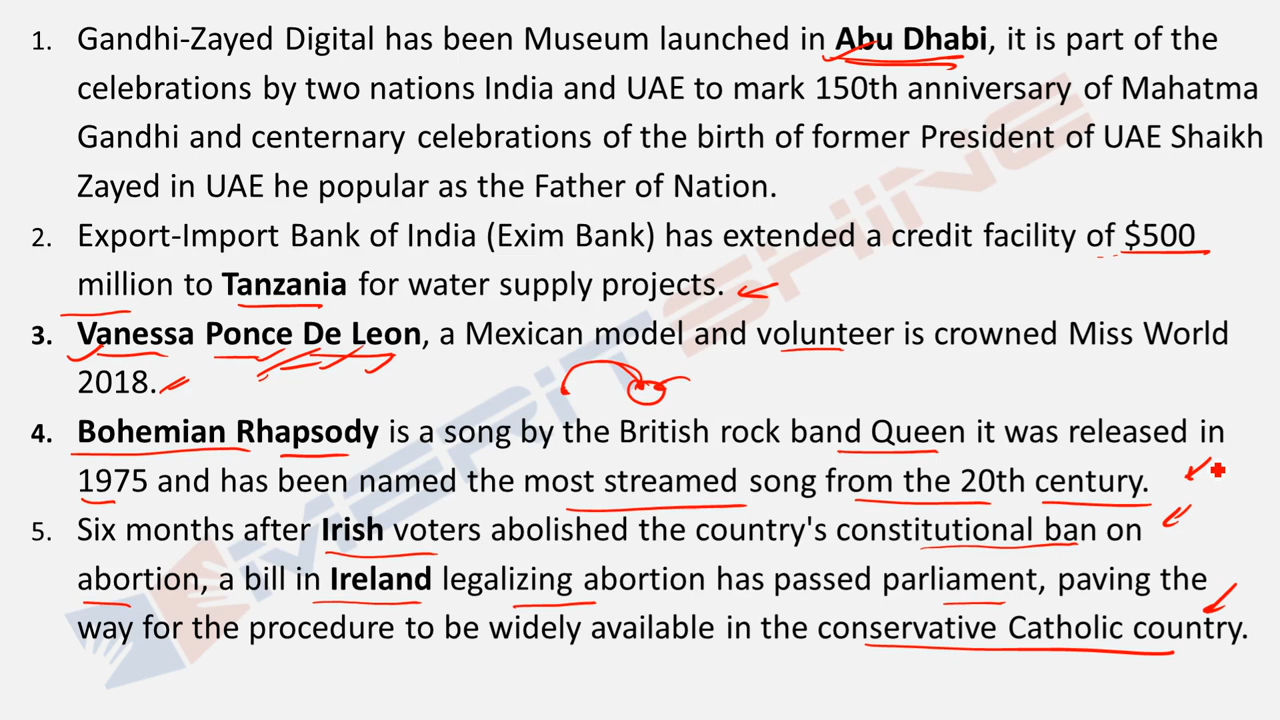 1. Gandhi-Zayed Digital has been Museum launched in Abu Dhabi, it is part of the
celebrations by two nations India and UAE to mark 150th anniversary of Mahatma
Gandhi and centernary celebrations of the birth of former President of UAE Shaikh
Zayed in UAE he popular as the Father of Nation.
2. Export-Import Bank of India (Exim Bank) has extended a credit facility of $500
million to Tanzania for water supply projects.
3. Vanessa Ponce De Leon, a Mexican model and volunteer is crowned Miss World
2018.
4. Bohemian Rhapsody is a song by the British rock band Queen it was released in
1975 and has been named the most streamed song from the 20th century.
5. Six months after Irish voters abolished the country's constitutional ban on
abortion, a bill in Ireland legalizing abortion has passed parliament, paving the
way for the procedure to be widely available in the conservative Catholic country.
MERiT SHiiNE